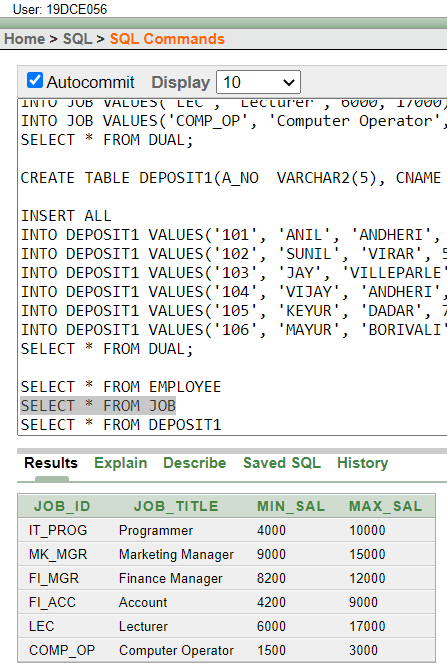 User: 19DCE056
Home > SQL > SQL Commands
Autocommit Display 10
INTO JOB VALUES('LEC', 'Lecturer', 6000, 17000)
INTO JOB VALUES('COMP_OP', 'Computer Operator',
SELECT * FROM DUAL;
CREATE TABLE DEPOSIT1(A_NO VARCHAR2(5), CNAME
INSERT ALL
INTO DEPOSIT1 VALUES('101', 'ANIL', 'ANDHERI',
INTO DEPOSIT1 VALUES('102', 'SUNIL', 'VIRAR', 5
INTO DEPOSIT1 VALUES('103', 'JAY', 'VILLEPARLE'
INTO DEPOSIT1 VALUES('104', 'VIJAY', 'ANDHERI',
INTO DEPOSIT1 VALUES('105', 'KEYUR', 'DADAR', 7
INTO DEPOSIT1 VALUES('106', 'MAYUR', 'BORIVALI'
SELECT * FROM DUAL;
SELECT * FROM EMPLOYEE
SELECT * FROM JOB
SELECT * FROM DEPOSIT1
Results Explain Describe Saved SQL History
JOB_ID JOB_TITLE MIN_SAL MAX_SAL
IT_PROG Programmer 4000 10000
MK_MGR Marketing Manager 9000 15000
FI_MGR Finance Manager 8200 12000
FI_ACC Account 4200 9000
LEC Lecturer 6000 17000
COMP_OP Computer Operator 1500 3000